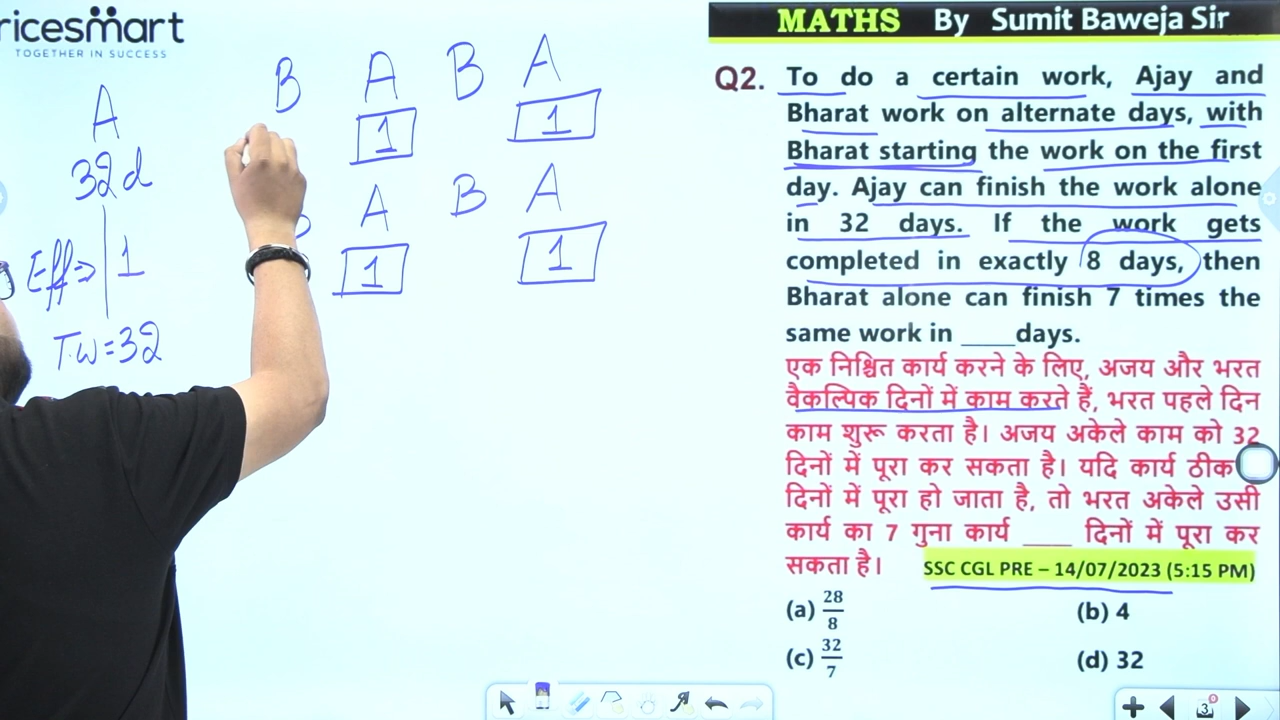 ricesmart
TOGETHER IN SUCCESS
MATHS By Sumit Baweja Sir
A
32d
Eff⇒ 1
T.W=32
B A B A
1 1
A B A
1 1
Q2. To do a certain work, Ajay and
Bharat work on alternate days, with
Bharat starting the work on the first
day. Ajay can finish the work alone
in 32 days. If the work gets
completed in exactly 8 days, then
Bharat alone can finish 7 times the
same work in ____days.
एक निश्चित कार्य करने के लिए, अजय और भरत
वैकल्पिक दिनों में काम करते हैं, भरत पहले दिन
काम शुरू करता है। अजय अकेले काम को 32
दिनों में पूरा कर सकता है। यदि कार्य ठीक
दिनों में पूरा हो जाता है, तो भरत अकेले उसी
कार्य का 7 गुना कार्य ____ दिनों में पूरा कर
सकता है। SSC CGL PRE – 14/07/2023 (5:15 PM)
(a) 28/8 (b) 4
(c) 32/7 (d) 32
3